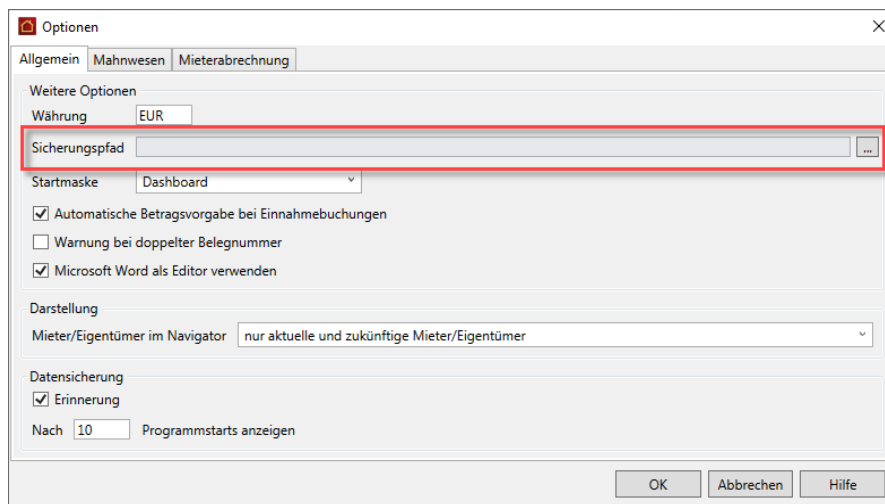 Optionen
Allgemein Mahnwesen Mieterabrechnung
Weitere Optionen
Währung EUR
Sicherungspfad ...
Startmaske Dashboard
Automatische Betragsvorgabe bei Einnahmebuchungen
Warnung bei doppelter Belegnummer
Microsoft Word als Editor verwenden
Darstellung
Mieter/Eigentümer im Navigator nur aktuelle und zukünftige Mieter/Eigentümer
Datensicherung
Erinnerung
Nach 10 Programmstarts anzeigen
OK Abbrechen Hilfe